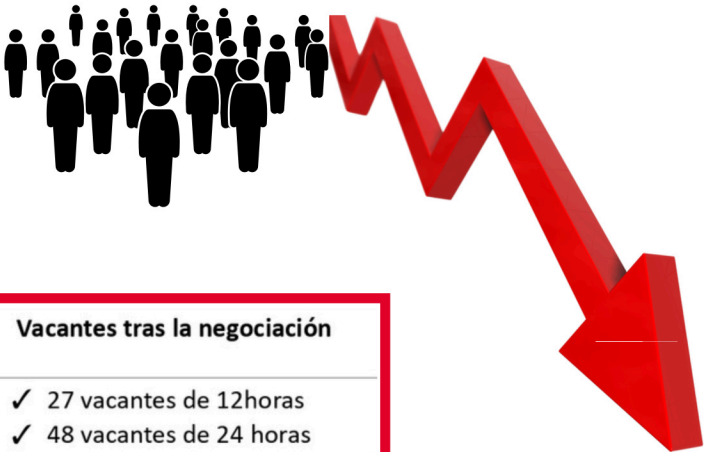 Vacantes tras la negociación
✓ 27 vacantes de 12horas
✓ 48 vacantes de 24 horas